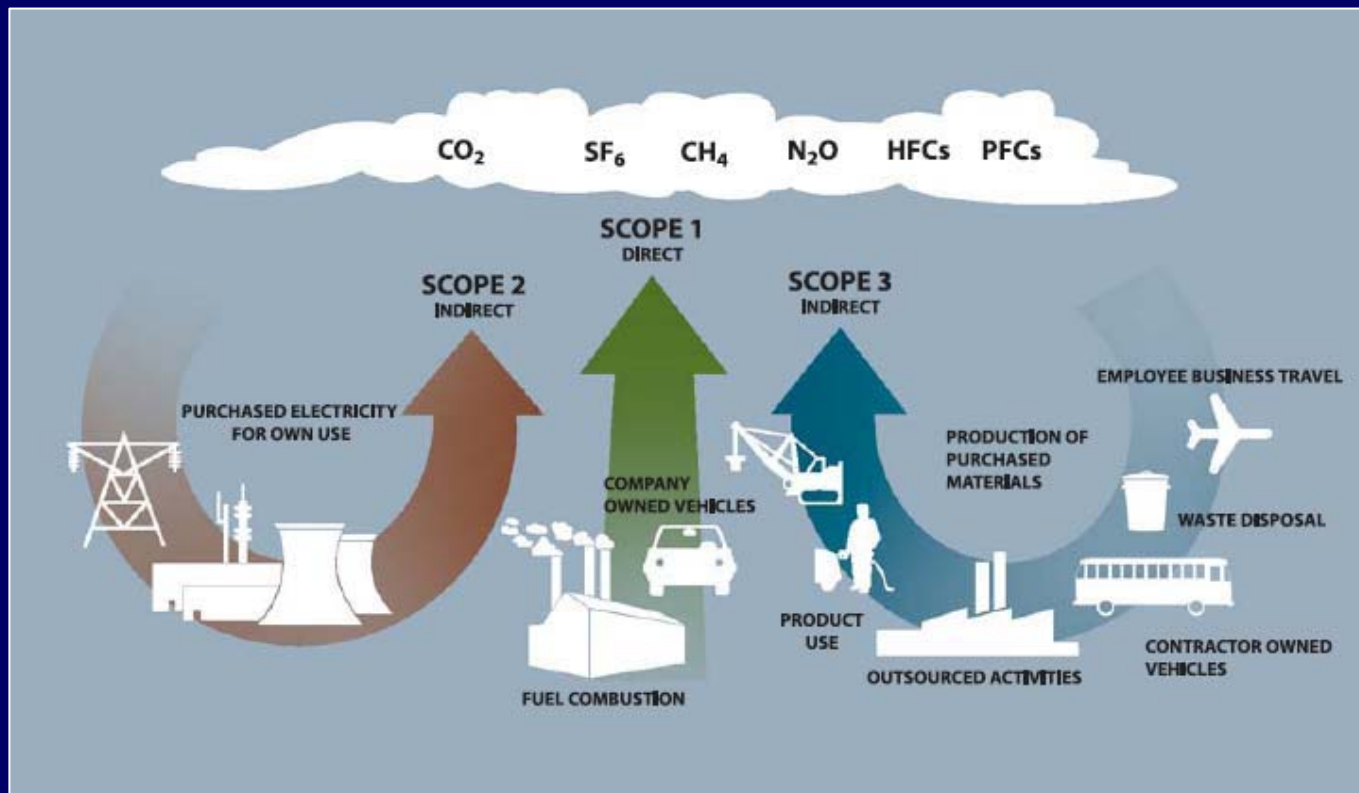 CO₂ SF₆ CH₄ N₂O HFCs PFCs
SCOPE 1
DIRECT
SCOPE 2
INDIRECT
SCOPE 3
INDIRECT
PURCHASED ELECTRICITY
FOR OWN USE
COMPANY
OWNED VEHICLES
FUEL COMBUSTION
EMPLOYEE BUSINESS TRAVEL
PRODUCTION OF
PURCHASED
MATERIALS
WASTE DISPOSAL
PRODUCT
USE
OUTSOURCED ACTIVITIES
CONTRACTOR OWNED
VEHICLES